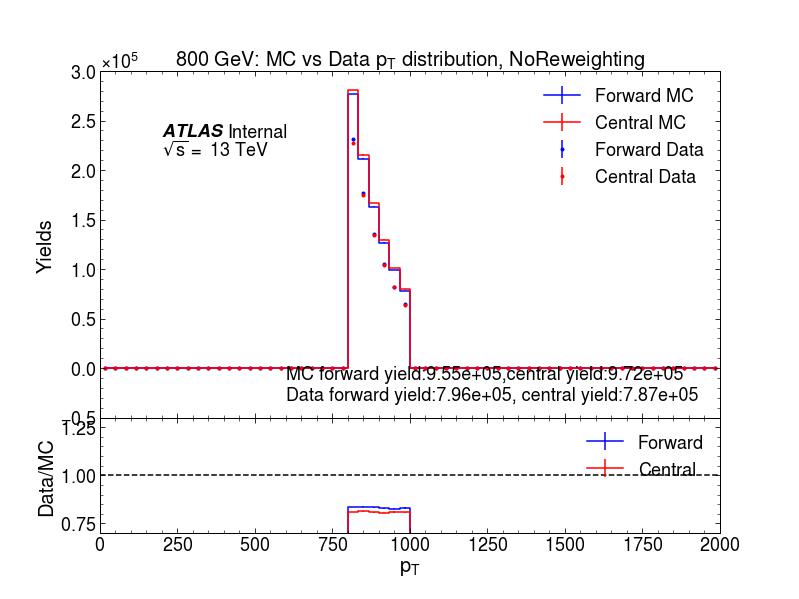 ×10⁵ 800 GeV: MC vs Data p_T distribution, NoReweighting
3.0
2.5
2.0
1.5
1.0
0.0
0.5
Yields
ATLAS Internal
√s = 13 TeV
Forward MC
Central MC
Forward Data
Central Data
MC forward yield:9.55e+05,central yield:9.72e+05
Data forward yield:7.96e+05, central yield:7.87e+05
1.25
1.00
0.75
Data/MC
Forward
Central
0 250 500 750 1000 1250 1500 1750 2000
p_T